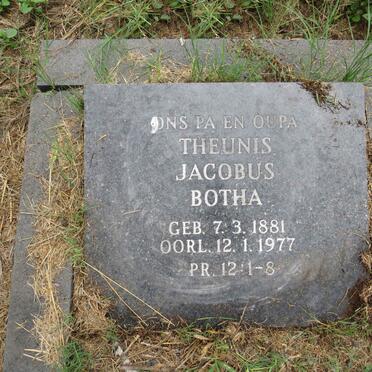 ONS PA EN OUPA
THEUNIS
JACOBUS
BOTHA
GEB. 7.3.1881
OORL. 12.1.1977
PR. 12:1-8